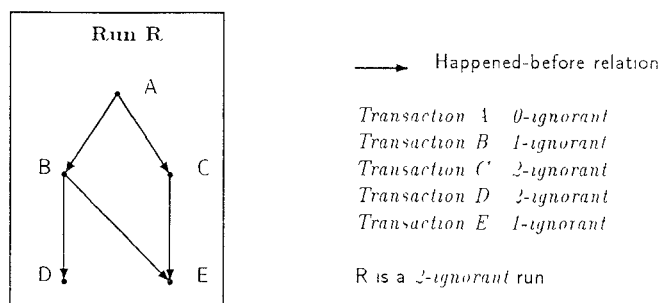 Run R
A
B
C
D
E
Happened-before relation
Transaction A 0-ignorant
Transaction B 1-ignorant
Transaction C 2-ignorant
Transaction D 2-ignorant
Transaction E 1-ignorant
R is a 2-ignorant run